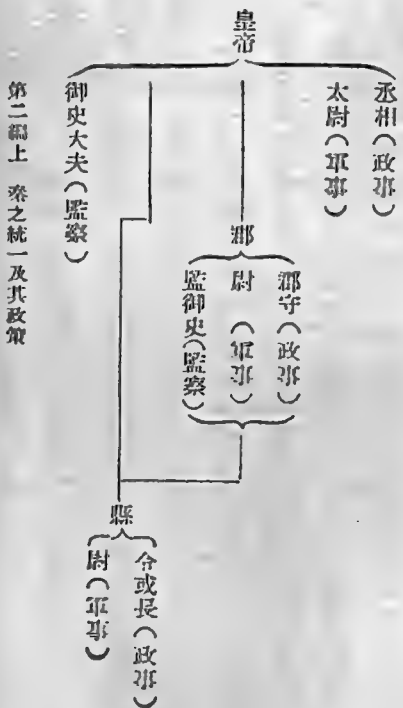 皇帝
丞相（政事）
太尉（軍事）
御史大夫（監察）
郡
郡守（政事）
尉　（軍事）
監御史（監察）
縣
令或長（政事）
尉（軍事）
第二編上　秦之統一及其政策